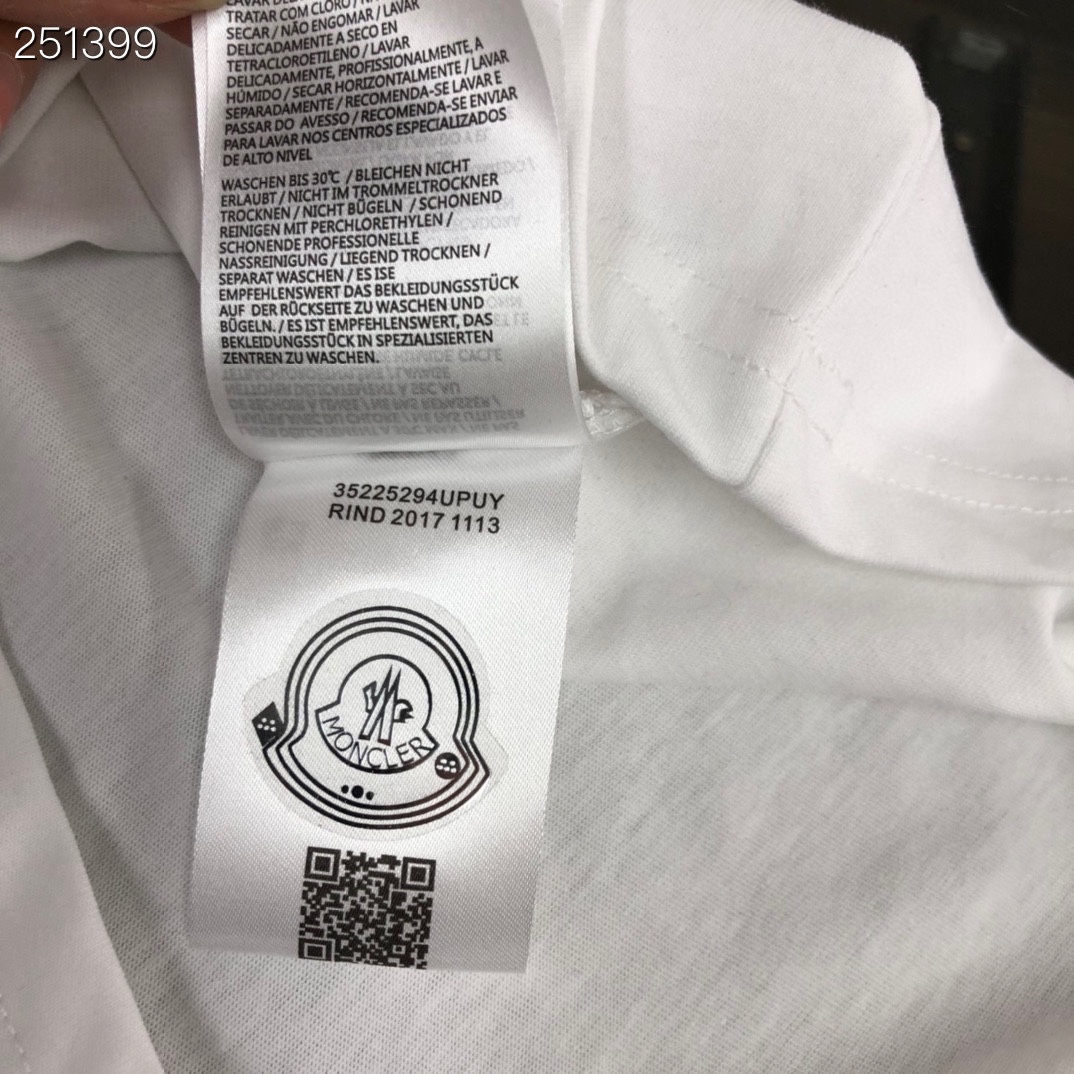 251399
TRATAR COM CLORO /
SECAR / NÃO ENGOMAR / LAVAR
DELICADAMENTE A SECO EN
TETRACLOROETILENO / LAVAR
DELICADAMENTE, PROFISSIONALMENTE, A
HÚMIDO / SECAR HORIZONTALMENTE / LAVAR
SEPARADAMENTE / RECOMENDA-SE LAVAR E
PASSAR DO AVESSO / RECOMENDA-SE ENVIAR
PARA LAVAR NOS CENTROS ESPECIALIZADOS
DE ALTO NIVEL
WASCHEN BIS 30℃ / BLEICHEN NICHT
ERLAUBT / NICHT IM TROMMELTROCKNER
TROCKNEN / NICHT BÜGELN / SCHONEND
REINIGEN MIT PERCHLORETHYLEN /
SCHONENDE PROFESSIONELLE
NASSREINIGUNG / LIEGEND TROCKNEN /
SEPARAT WASCHEN / ES ISE
EMPFEHLENSWERT DAS BEKLEIDUNGSSTÜCK
AUF DER RÜCKSEITE ZU WASCHEN UND
BÜGELN. / ES IST EMPFEHLENSWERT, DAS
BEKLEIDUNGSSTÜCK IN SPEZIALISIERTEN
ZENTREN ZU WASCHEN.
35225294UPUY
RIND 2017 1113
MONCLER